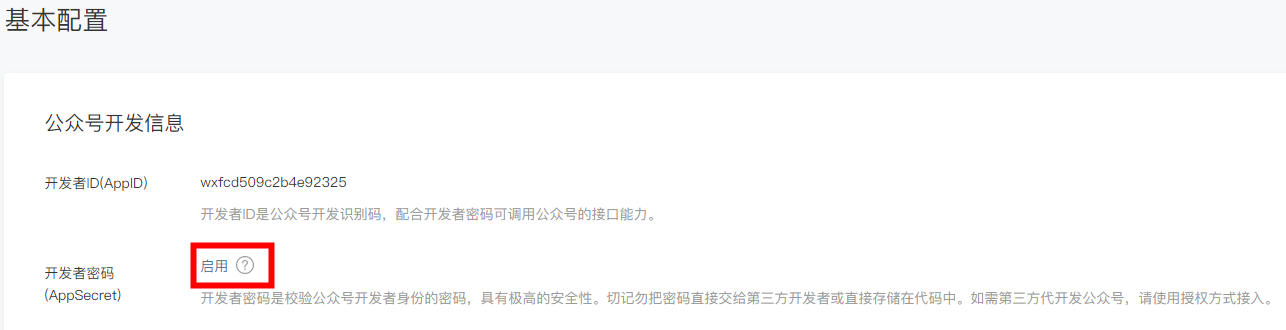 基本配置
公众号开发信息
开发者ID(AppID)
wxfcd509c2b4e92325
开发者ID是公众号开发识别码，配合开发者密码可调用公众号的接口能力。
开发者密码
(AppSecret)
启用 ?
开发者密码是校验公众号开发者身份的密码，具有极高的安全性。切记勿把密码直接交给第三方开发者或直接存储在代码中。如需第三方代开发公众号，请使用授权方式接入。